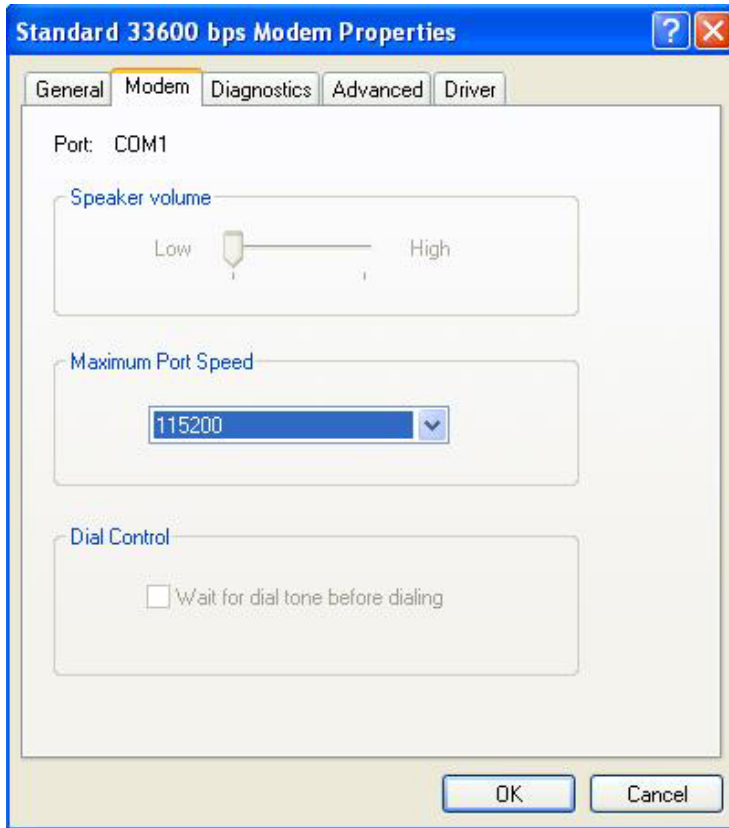 Standard 33600 bps Modem Properties
General Modem Diagnostics Advanced Driver
Port: COM1
Speaker volume
Low High
Maximum Port Speed
115200
Dial Control
Wait for dial tone before dialing
OK Cancel